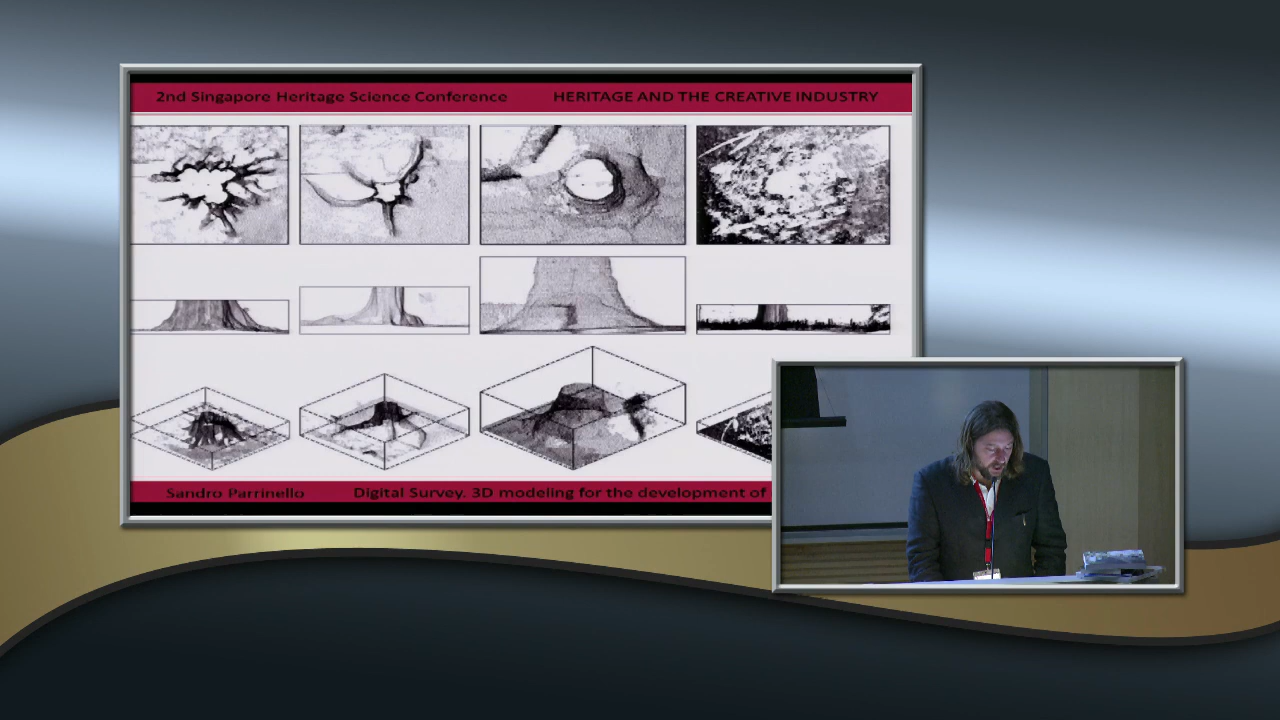 2nd Singapore Heritage Science Conference
HERITAGE AND THE CREATIVE INDUSTRY
Sandro Parrinello
Digital Survey. 3D modeling for the development of